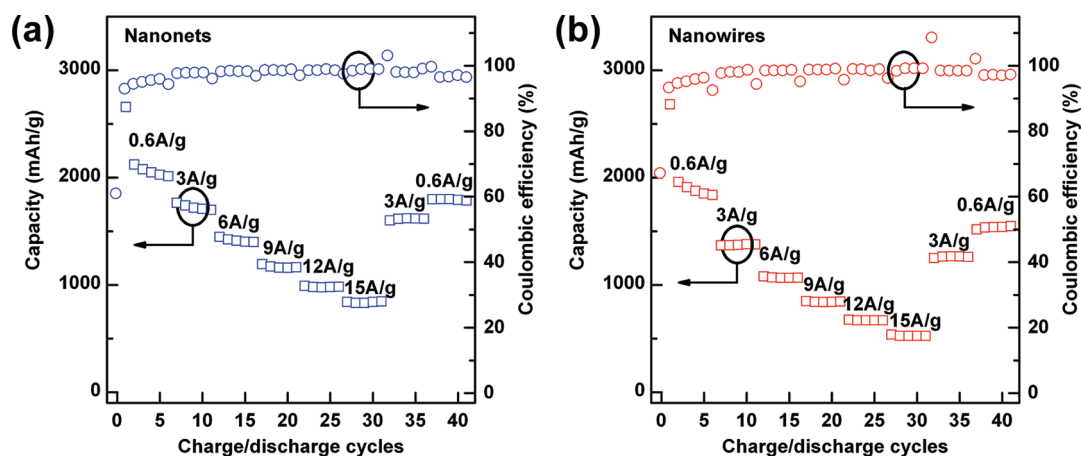 (a)
Nanonets
3000
2000
1000
0
Capacity (mAh/g)
0.6A/g
3A/g
6A/g
9A/g
12A/g
15A/g
3A/g
0.6A/g
100
80
60
40
20
0
Coulombic efficiency (%)
0 5 10 15 20 25 30 35 40
Charge/discharge cycles
(b)
Nanowires
3000
2000
1000
0
Capacity (mAh/g)
0.6A/g
3A/g
6A/g
9A/g
12A/g
15A/g
3A/g
0.6A/g
100
80
60
40
20
0
Coulombic efficiency (%)
0 5 10 15 20 25 30 35 40
Charge/discharge cycles